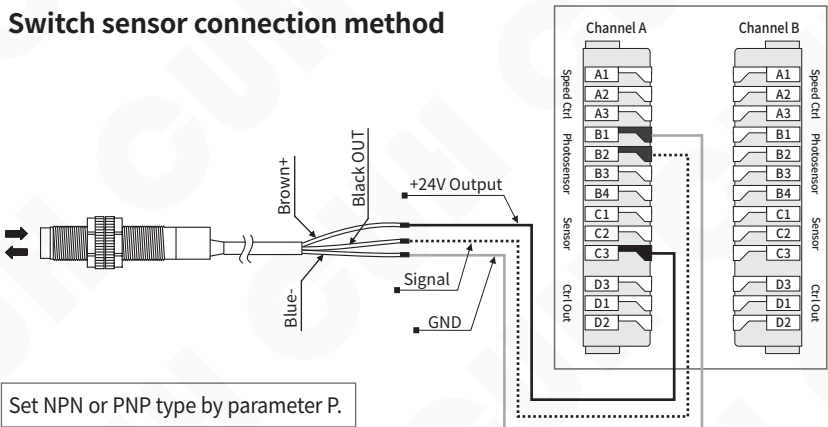 Switch sensor connection method
Channel A
Channel B
Speed Ctrl
A1
A2
A3
Photosensor
B1
B2
B3
B4
Sensor
C1
C2
C3
Ctrl Out
D3
D1
D2
A1
A2
A3
Speed Ctrl
B1
B2
B3
B4
Photosensor
C1
C2
C3
Sensor
D3
D1
D2
Ctrl Out
Brown+
Black OUT
Blue-
+24V Output
Signal
GND
Set NPN or PNP type by parameter P.
CUH